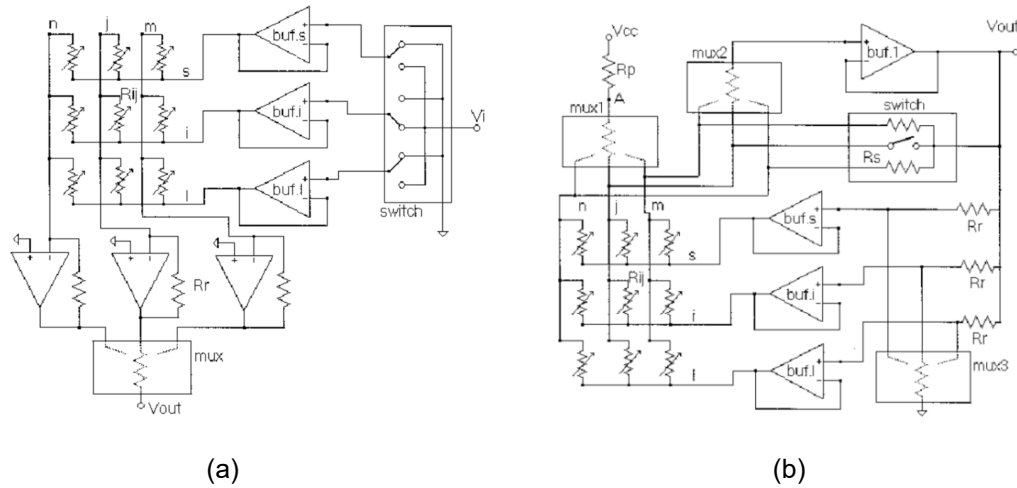 n j m
buf.s
s
Rij
buf.i
i
Vi
buf.l
l
switch
n j m
Rr
mux
Vout
(a)
Vcc
Rp
A
mux1
mux2
buf.1
Vout
switch
Rs
n j m
buf.s
s
Rr
Rij
buf.i
i
Rr
buf.l
l
Rr
mux3
(b)